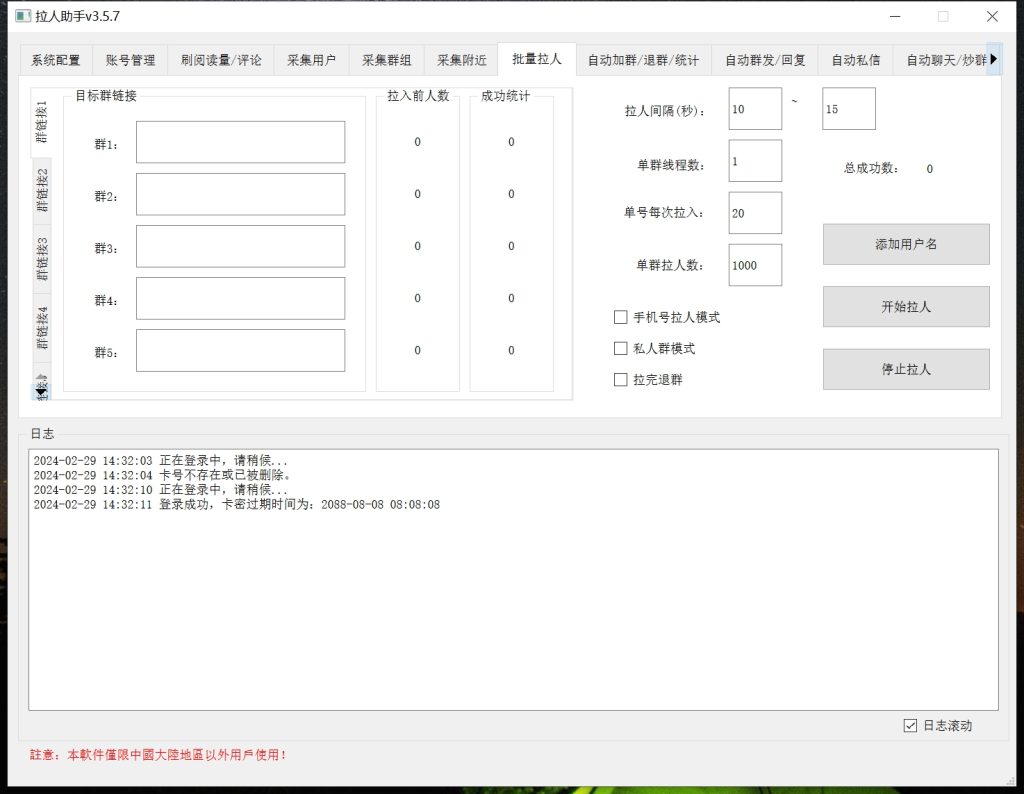 拉人助手v3.5.7
系统配置 账号管理 刷阅读量/评论 采集用户 采集群组 采集附近 批量拉人 自动加群/退群/统计 自动群发/回复 自动私信 自动聊天/炒群
群链接1
群链接2
群链接3
群链接4
目标群链接 拉入前人数 成功统计
群1: 0 0
群2: 0 0
群3: 0 0
群4: 0 0
群5: 0 0
拉人间隔(秒): 10 ~ 15
单群线程数: 1
总成功数: 0
单号每次拉入: 20
单群拉人数: 1000
手机号拉人模式
私人群模式
拉完退群
添加用户名
开始拉人
停止拉人
日志
2024-02-29 14:32:03 正在登录中，请稍候...
2024-02-29 14:32:04 卡号不存在或已被删除。
2024-02-29 14:32:10 正在登录中，请稍候...
2024-02-29 14:32:11 登录成功，卡密过期时间为：2088-08-08 08:08:08
日志滚动
註意：本軟件僅限中國大陸地區以外用戶使用！